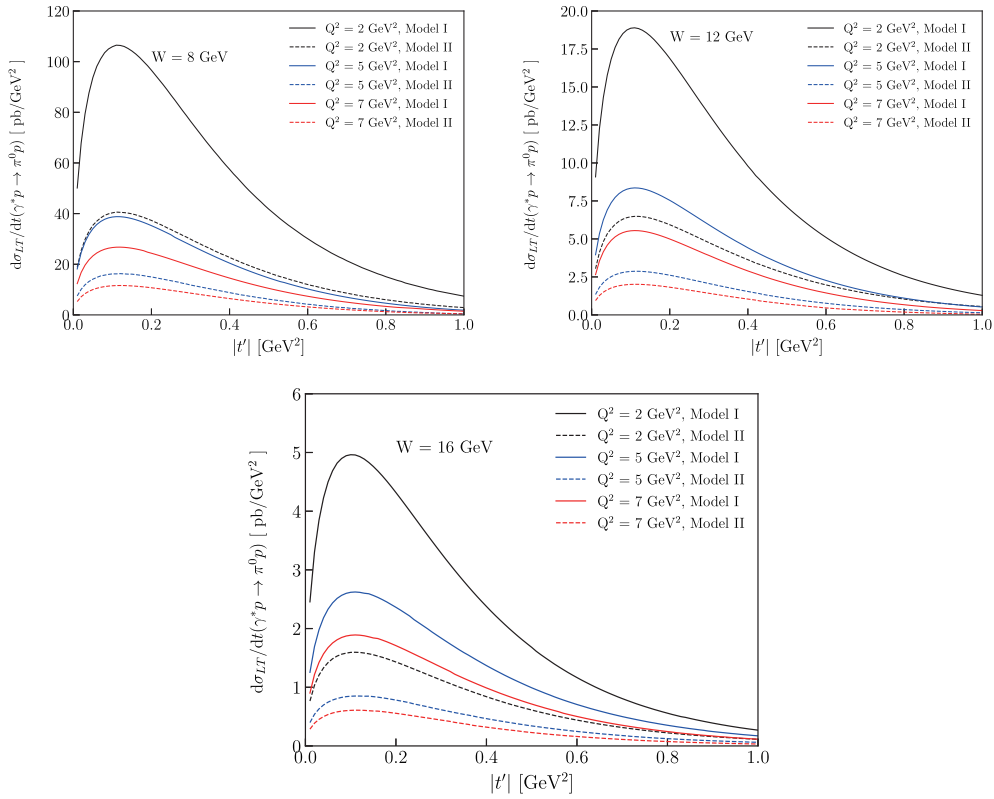 Q² = 2 GeV², Model I
Q² = 2 GeV², Model II
Q² = 5 GeV², Model I
Q² = 5 GeV², Model II
Q² = 7 GeV², Model I
Q² = 7 GeV², Model II
W = 8 GeV
dσ_LT/dt(γ*p → π⁰p) [ pb/GeV² ]
120
100
80
60
40
20
0
0.0 0.2 0.4 0.6 0.8 1.0
|t′| [GeV²]
Q² = 2 GeV², Model I
Q² = 2 GeV², Model II
Q² = 5 GeV², Model I
Q² = 5 GeV², Model II
Q² = 7 GeV², Model I
Q² = 7 GeV², Model II
W = 12 GeV
dσ_LT/dt(γ*p → π⁰p) [ pb/GeV² ]
20.0
17.5
15.0
12.5
10.0
7.5
5.0
2.5
0.0
0.0 0.2 0.4 0.6 0.8 1.0
|t′| [GeV²]
Q² = 2 GeV², Model I
Q² = 2 GeV², Model II
Q² = 5 GeV², Model I
Q² = 5 GeV², Model II
Q² = 7 GeV², Model I
Q² = 7 GeV², Model II
W = 16 GeV
dσ_LT/dt(γ*p → π⁰p) [ pb/GeV² ]
6
5
4
3
2
1
0
0.0 0.2 0.4 0.6 0.8 1.0
|t′| [GeV²]